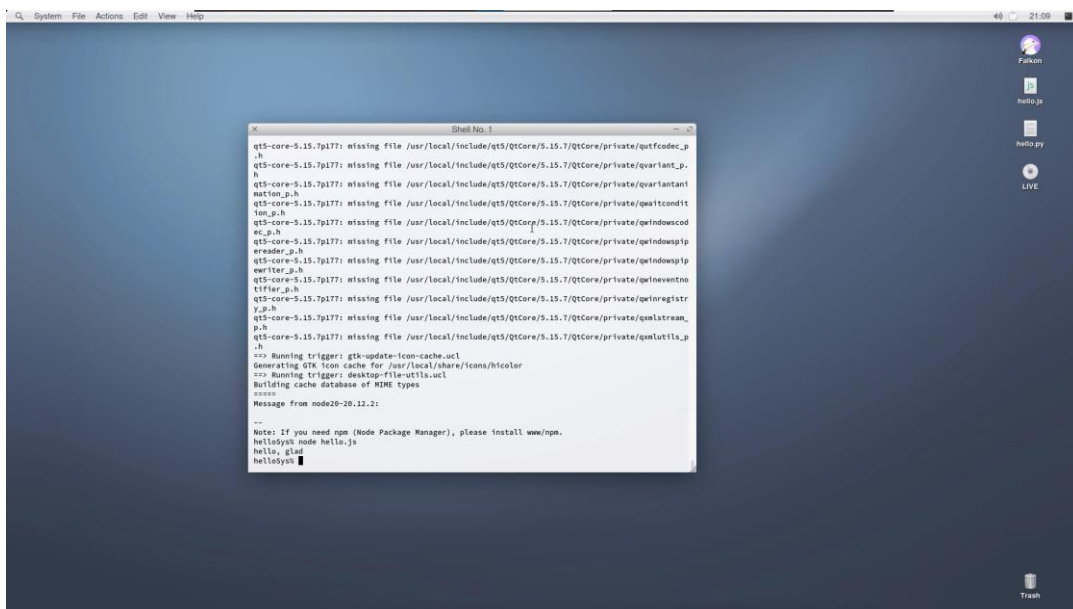 System File Actions Edit View Help
21:09
Falkon
JS
hello.js
hello.py
LIVE
Shell No. 1
qt5-core-5.15.7p177: missing file /usr/local/include/qt5/QtCore/5.15.7/QtCore/private/qutfcodec_p
.h
qt5-core-5.15.7p177: missing file /usr/local/include/qt5/QtCore/5.15.7/QtCore/private/qvariant_p.
h
qt5-core-5.15.7p177: missing file /usr/local/include/qt5/QtCore/5.15.7/QtCore/private/qvariantani
mation_p.h
qt5-core-5.15.7p177: missing file /usr/local/include/qt5/QtCore/5.15.7/QtCore/private/qwaitcondit
ion_p.h
qt5-core-5.15.7p177: missing file /usr/local/include/qt5/QtCore/5.15.7/QtCore/private/qwindowscod
ec_p.h
qt5-core-5.15.7p177: missing file /usr/local/include/qt5/QtCore/5.15.7/QtCore/private/qwindowspip
ereader_p.h
qt5-core-5.15.7p177: missing file /usr/local/include/qt5/QtCore/5.15.7/QtCore/private/qwindowspip
ewriter_p.h
qt5-core-5.15.7p177: missing file /usr/local/include/qt5/QtCore/5.15.7/QtCore/private/qwineventno
tifier_p.h
qt5-core-5.15.7p177: missing file /usr/local/include/qt5/QtCore/5.15.7/QtCore/private/qwinregistr
y_p.h
qt5-core-5.15.7p177: missing file /usr/local/include/qt5/QtCore/5.15.7/QtCore/private/qxmlstream_
p.h
qt5-core-5.15.7p177: missing file /usr/local/include/qt5/QtCore/5.15.7/QtCore/private/qxmlutils_p
.h
==> Running trigger: gtk-update-icon-cache.ucl
Generating GTK icon cache for /usr/local/share/icons/hicolor
==> Running trigger: desktop-file-utils.ucl
Building cache database of MIME types
=====
Message from node20-20.12.2:
--
Note: If you need npm (Node Package Manager), please install www/npm.
helloSys% node hello.js
hello, glad
helloSys%
Trash